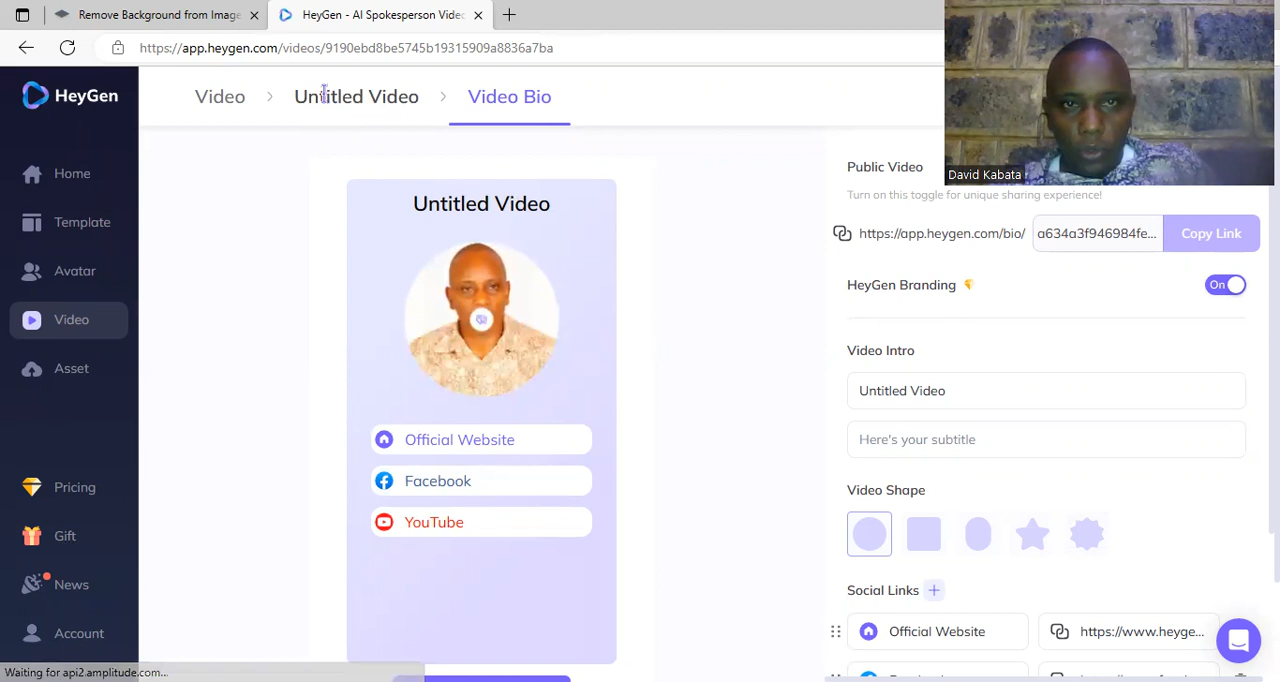 Remove Background from Image
HeyGen - AI Spokesperson Video
https://app.heygen.com/videos/9190ebd8be5745b19315909a8836a7ba
HeyGen
Home
Template
Avatar
Video
Asset
Pricing
Gift
News
Account
Waiting for api2.amplitude.com...
Video > Untitled Video > Video Bio
Untitled Video
Official Website
Facebook
YouTube
David Kabata
Public Video
Turn on this toggle for unique sharing experience!
https://app.heygen.com/bio/ a634a3f946984fe... Copy Link
HeyGen Branding On
Video Intro
Untitled Video
Here's your subtitle
Video Shape
Social Links +
Official Website https://www.heyge...